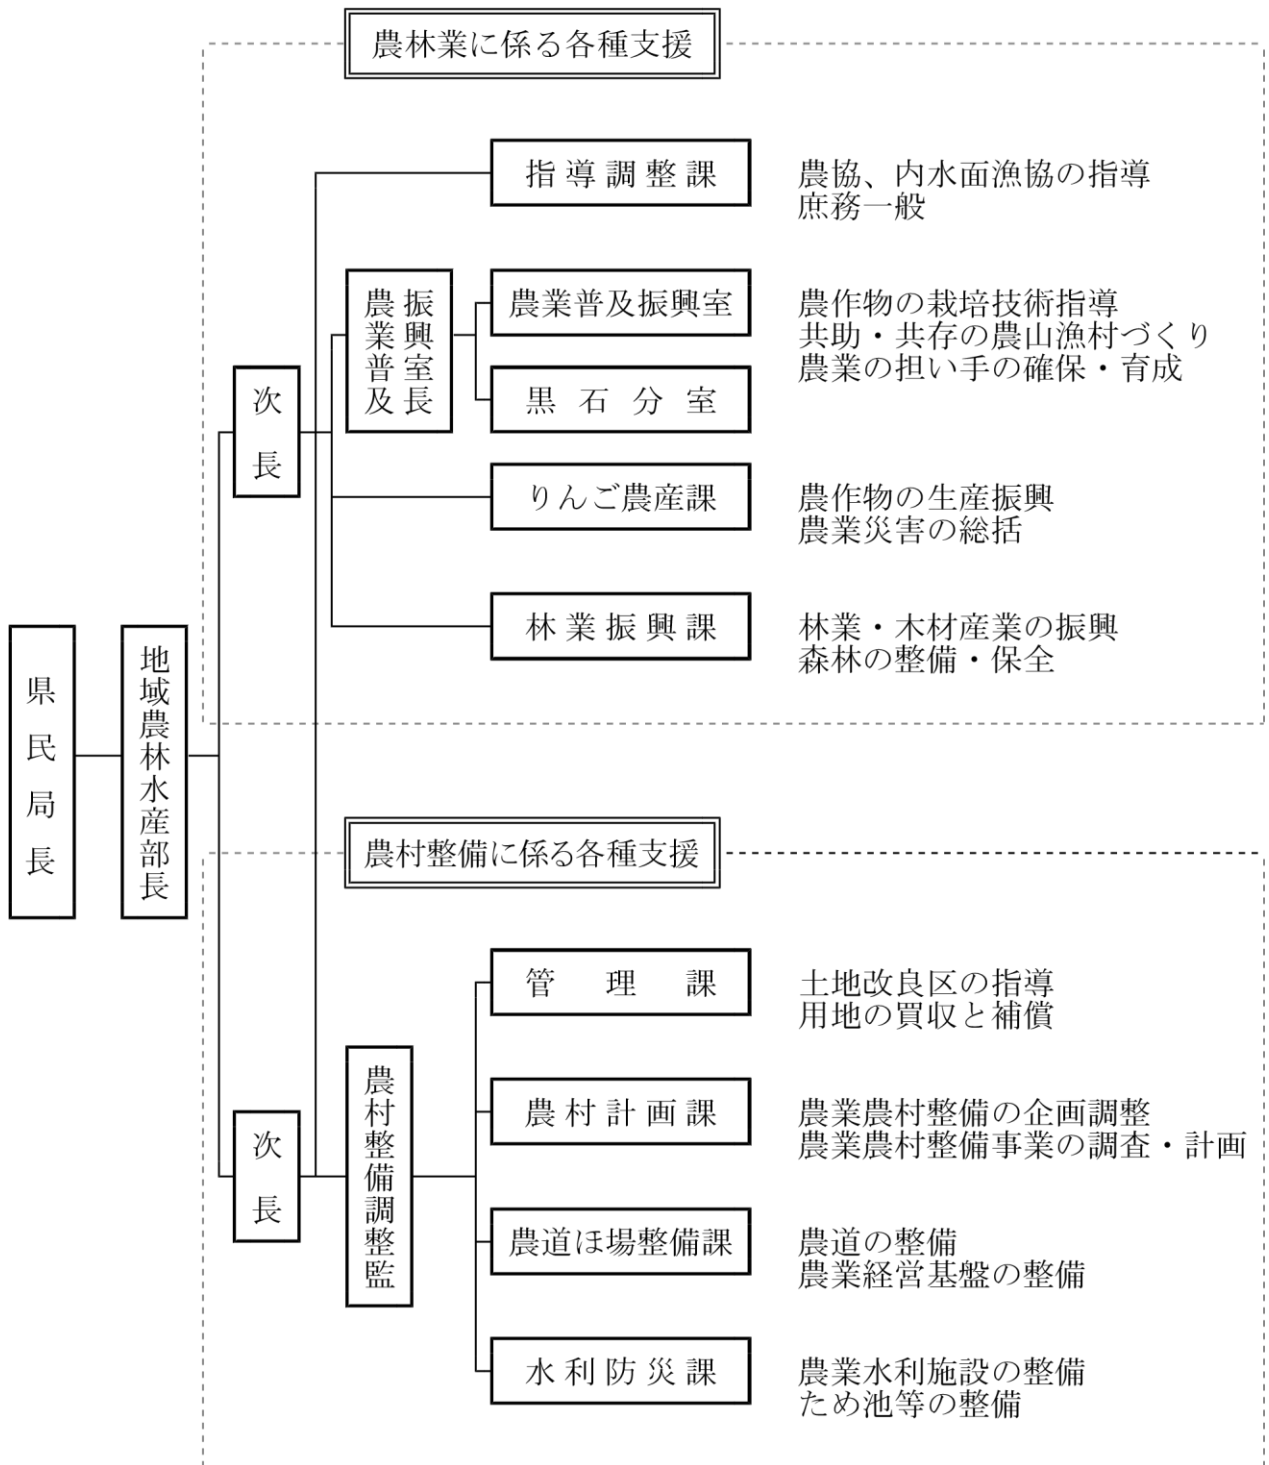 農林業に係る各種支援
指導調整課
農協、内水面漁協の指導
庶務一般
農業普及
振興室長
農業普及振興室
農作物の栽培技術指導
共助・共存の農山漁村づくり
農業の担い手の確保・育成
黒石分室
次長
りんご農産課
農作物の生産振興
農業災害の総括
林業振興課
林業・木材産業の振興
森林の整備・保全
県民局長
地域農林水産部長
農村整備に係る各種支援
管理課
土地改良区の指導
用地の買収と補償
農村計画課
農業農村整備の企画調整
農業農村整備事業の調査・計画
次長
農村整備調整監
農道ほ場整備課
農道の整備
農業経営基盤の整備
水利防災課
農業水利施設の整備
ため池等の整備